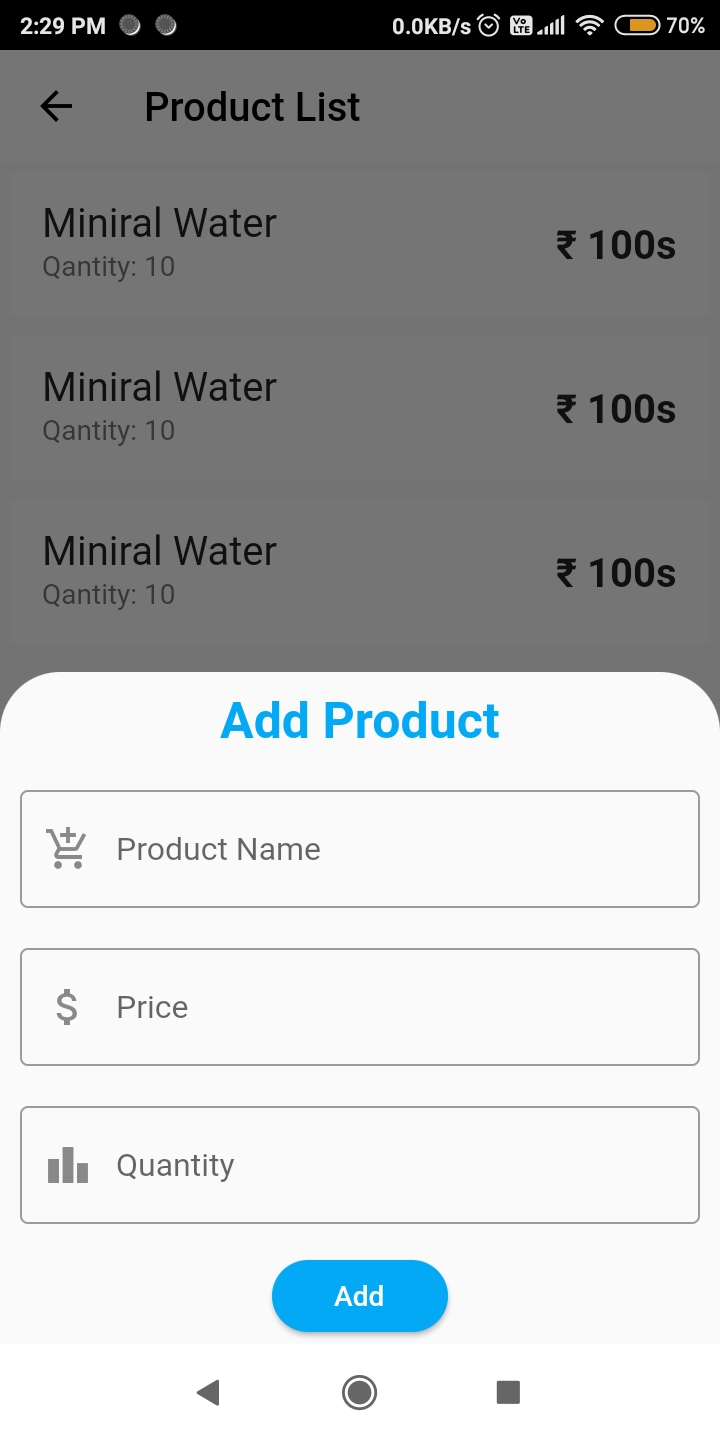 2:29 PM 0.0KB/s Vo LTE 70%
Product List
Miniral Water
Qantity: 10
₹ 100s
Miniral Water
Qantity: 10
₹ 100s
Miniral Water
Qantity: 10
₹ 100s
Add Product
Product Name
$ Price
Quantity
Add